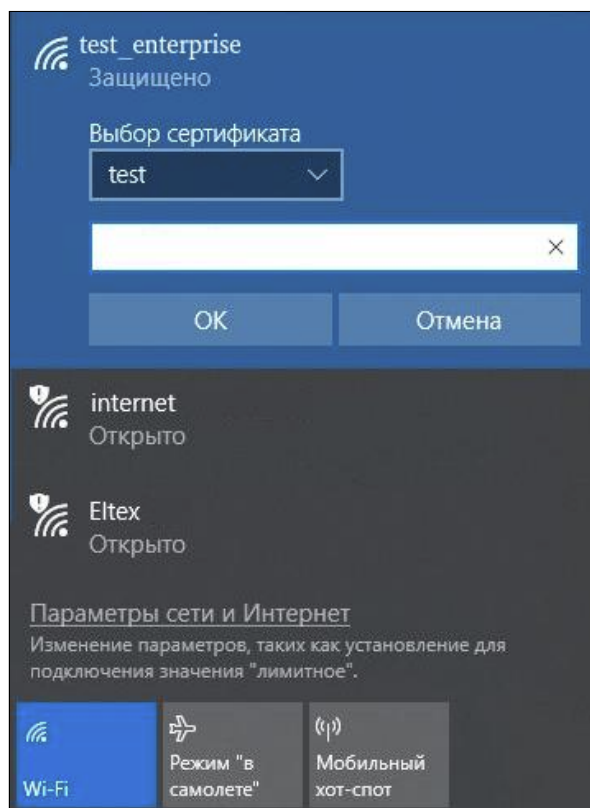 test_enterprise
Защищено
Выбор сертификата
test
ОК
Отмена
internet
Открыто
Eltex
Открыто
Параметры сети и Интернет
Изменение параметров, таких как установление для
подключения значения "лимитное".
Wi-Fi
Режим "в
самолете"
Мобильный
хот-спот